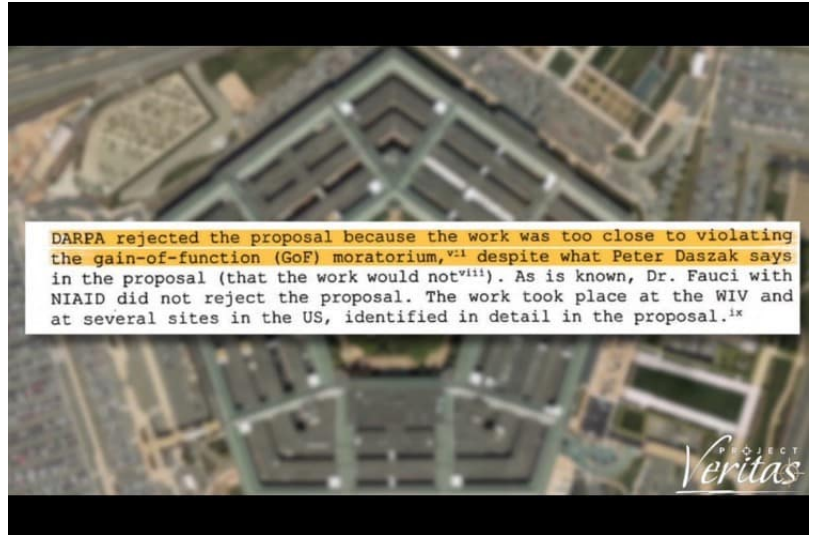 DARPA rejected the proposal because the work was too close to violating
the gain-of-function (GoF) moratorium,ᵛⁱⁱ despite what Peter Daszak says
in the proposal (that the work would notᵛⁱⁱⁱ). As is known, Dr. Fauci with
NIAID did not reject the proposal. The work took place at the WIV and
at several sites in the US, identified in detail in the proposal.ⁱˣ
PROJECT
Veritas